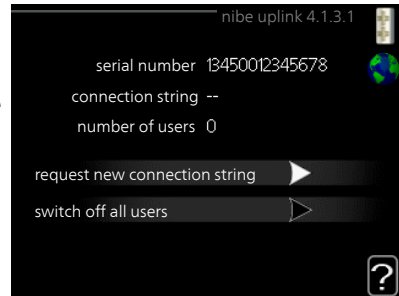 nibe uplink 4.1.3.1
serial number 13450012345678
connection string --
number of users 0
request new connection string
switch off all users
?